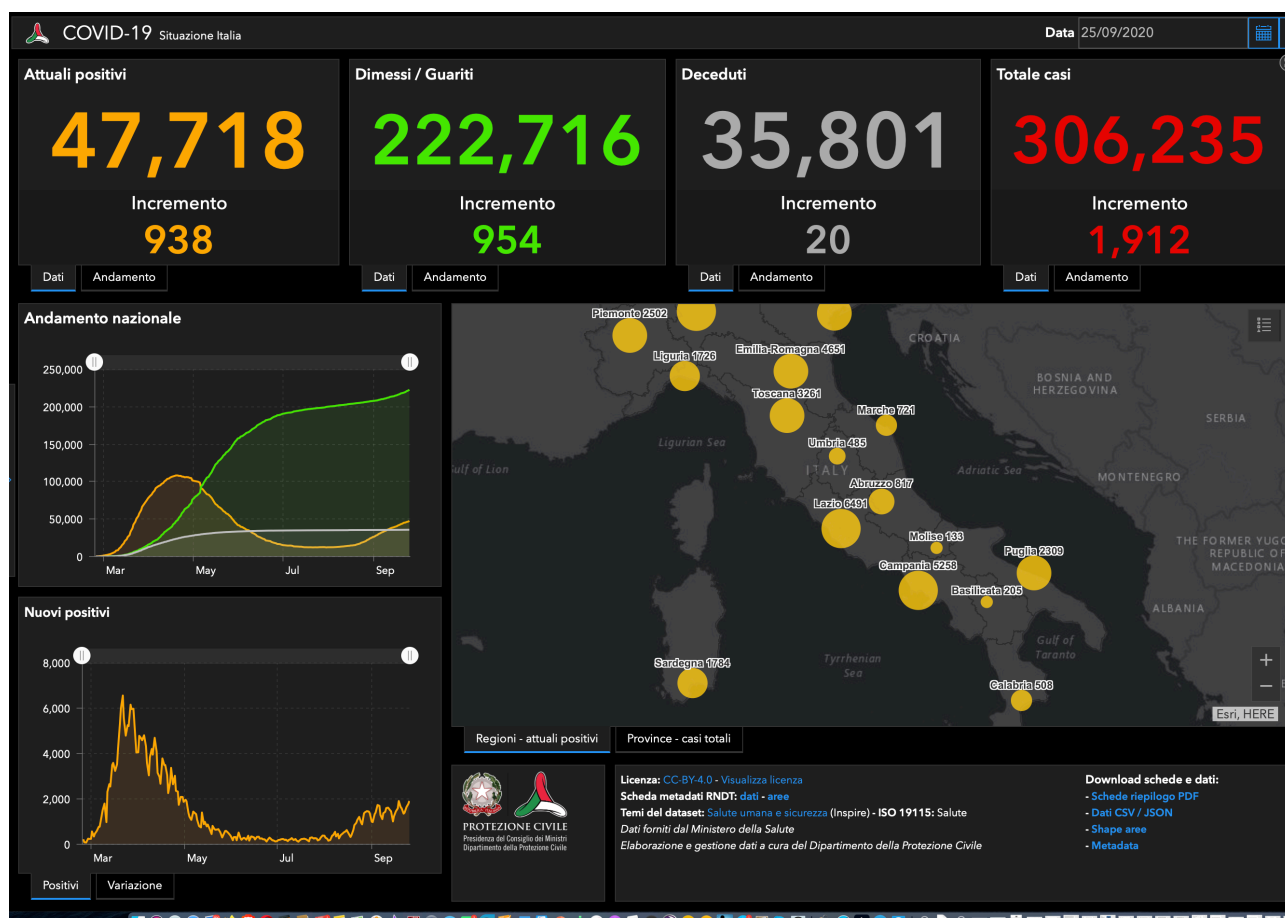 COVID-19 Situazione Italia
Data 25/09/2020
Attuali positivi
47,718
Incremento
938
Dati Andamento
Dimessi / Guariti
222,716
Incremento
954
Dati Andamento
Deceduti
35,801
Incremento
20
Dati Andamento
Totale casi
306,235
Incremento
1,912
Dati Andamento
Andamento nazionale
250,000
200,000
150,000
100,000
50,000
0
Mar May Jul Sep
Nuovi positivi
8,000
6,000
4,000
2,000
0
Mar May Jul Sep
Positivi Variazione
Piemonte 2502
Liguria 1726
Emilia-Romagna 4651
Toscana 3261
Marche 721
Umbria 485
Abruzzo 817
Lazio 6491
Molise 133
Campania 5258
Puglia 2309
Basilicata 205
Sardegna 1784
Calabria 508
CROATIA
BOSNIA AND
HERZEGOVINA
SERBIA
Ligurian Sea
ulf of Lion
ITALY
Adriatic Sea
MONTENEGRO
THE FORMER YUGO
REPUBLIC OF
MACEDONIA
ALBANIA
Gulf of
Taranto
Tyrrhenian
Sea
Esri, HERE
Regioni - attuali positivi Province - casi totali
PROTEZIONE CIVILE
Presidenza del Consiglio dei Ministri
Dipartimento della Protezione Civile
Licenza: CC-BY-4.0 - Visualizza licenza
Scheda metadati RNDT: dati - aree
Temi del dataset: Salute umana e sicurezza (Inspire) - ISO 19115: Salute
Dati forniti dal Ministero della Salute
Elaborazione e gestione dati a cura del Dipartimento della Protezione Civile
Download schede e dati:
- Schede riepilogo PDF
- Dati CSV / JSON
- Shape aree
- Metadata